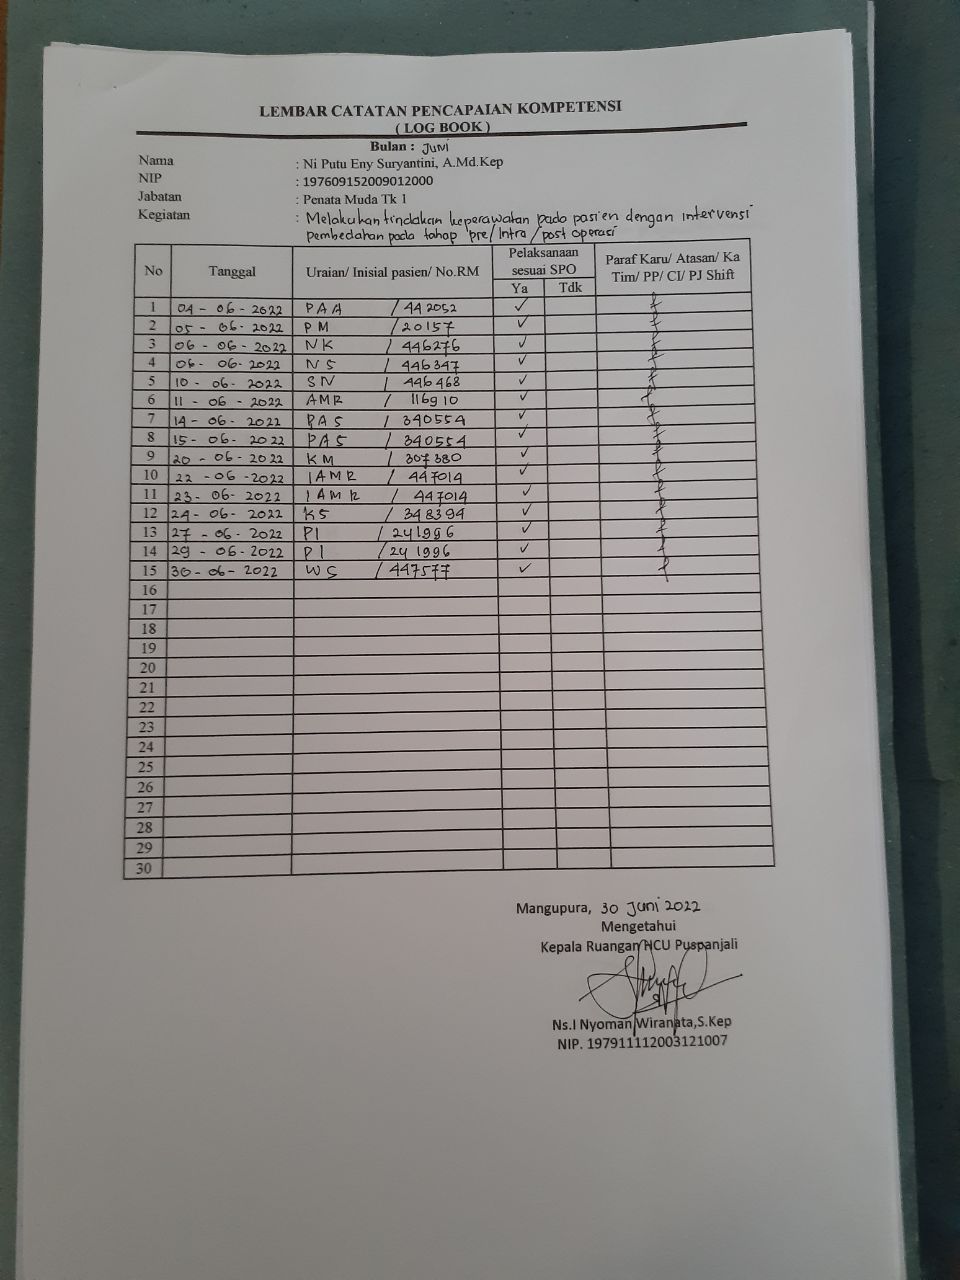 LEMBAR CATATAN PENCAPAIAN KOMPETENSI
( LOG BOOK )
Bulan : Juni
Nama : Ni Putu Eny Suryantini, A.Md.Kep
NIP : 197609152009012000
Jabatan : Penata Muda Tk 1
Kegiatan : Melakukan tindakan keperawatan pada pasien dengan intervensi
pembedahan pada tahap pre/ Intra / post operasi
No Tanggal Uraian/ Inisial pasien/ No.RM Pelaksanaan sesuai SPO Paraf Karu/ Atasan/ Ka Tim/ PP/ CI/ PJ Shift
Ya Tdk
1 04 - 06 - 2022 PAA / 442052 ✓
2 05 - 06 - 2022 PM / 20157 ✓
3 06 - 06 - 2022 NK / 446276 ✓
4 06 - 06 - 2022 NS / 446347 ✓
5 10 - 06 - 2022 SN / 446468 ✓
6 11 - 06 - 2022 AMR / 116910 ✓
7 14 - 06 - 2022 PAS / 340554 ✓
8 15 - 06 - 2022 PAS / 340554 ✓
9 20 - 06 - 2022 KM / 307380 ✓
10 22 - 06 - 2022 IAMR / 447014 ✓
11 23 - 06 - 2022 IAMR / 447014 ✓
12 24 - 06 - 2022 KS / 348394 ✓
13 27 - 06 - 2022 PI / 241996 ✓
14 29 - 06 - 2022 PI / 241996 ✓
15 30 - 06 - 2022 WS / 447577 ✓
16
17
18
19
20
21
22
23
24
25
26
27
28
29
30
Mangupura, 30 Juni 2022
Mengetahui
Kepala Ruangan HCU Puspanjali
Ns.I Nyoman Wiranata,S.Kep
NIP. 197911112003121007